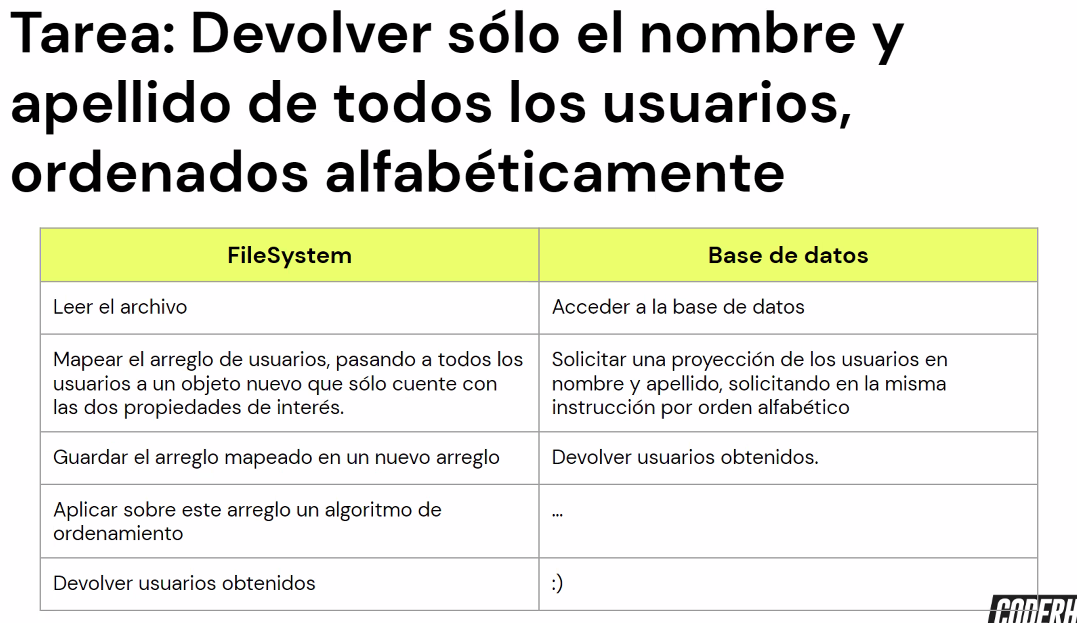 Tarea: Devolver sólo el nombre y
apellido de todos los usuarios,
ordenados alfabéticamente
FileSystem
Base de datos
Leer el archivo
Acceder a la base de datos
Mapear el arreglo de usuarios, pasando a todos los
usuarios a un objeto nuevo que sólo cuente con
las dos propiedades de interés.
Solicitar una proyección de los usuarios en
nombre y apellido, solicitando en la misma
instrucción por orden alfabético
Guardar el arreglo mapeado en un nuevo arreglo
Devolver usuarios obtenidos.
Aplicar sobre este arreglo un algoritmo de
ordenamiento
...
Devolver usuarios obtenidos
:)